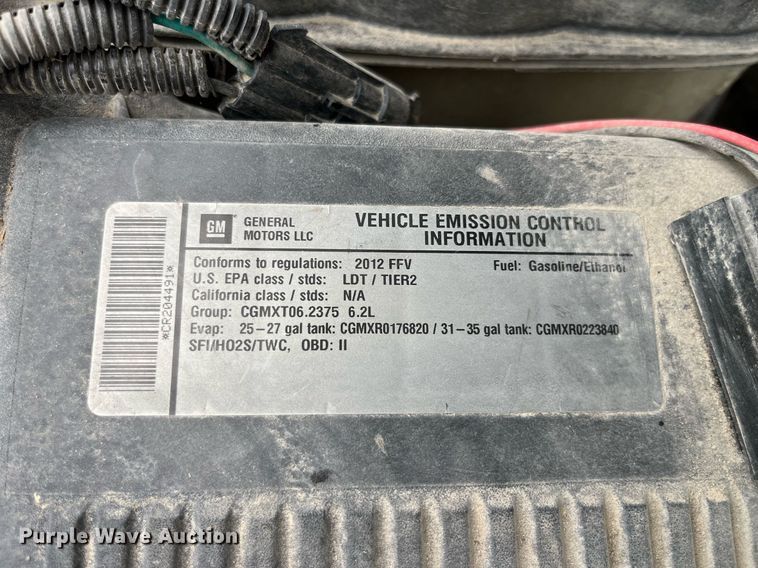 GM
GENERAL MOTORS LLC
VEHICLE EMISSION CONTROL
INFORMATION
Conforms to regulations: 2012 FFV Fuel: Gasoline/Ethanol
U.S. EPA class / stds: LDT / TIER2
California class / stds: N/A
Group: CGMXT06.2375 6.2L
Evap: 25-27 gal tank: CGMXR0176820 / 31-35 gal tank: CGMXR0223840
SFI/HO2S/TWC, OBD: II
*CR204491*
Purple Wave Auction